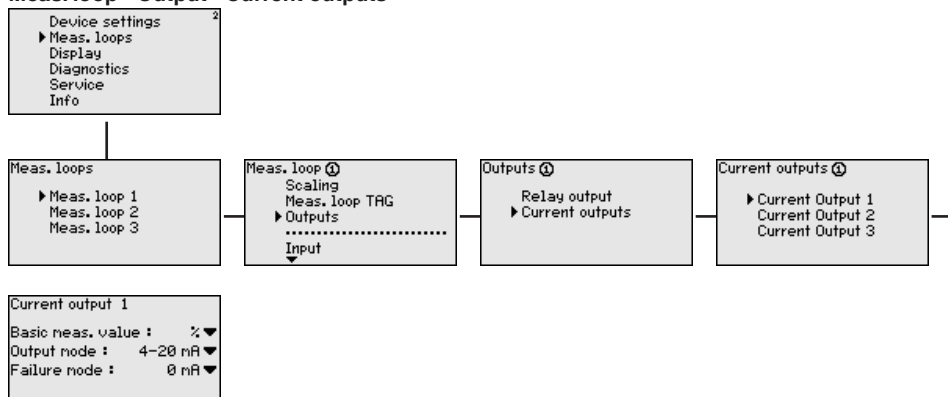 Meas. loop - Output - Current outputs
Device settings
2
Meas. loops
Display
Diagnostics
Service
Info
Meas. loops
Meas. loop 1
Meas. loop 2
Meas. loop 3
Meas. loop ①
Scaling
Meas. loop TAG
Outputs
Input
Outputs ①
Relay output
Current outputs
Current outputs ①
Current Output 1
Current Output 2
Current Output 3
Current output 1
Basic meas. value : %
Output mode : 4-20 mA
Failure mode : 0 mA